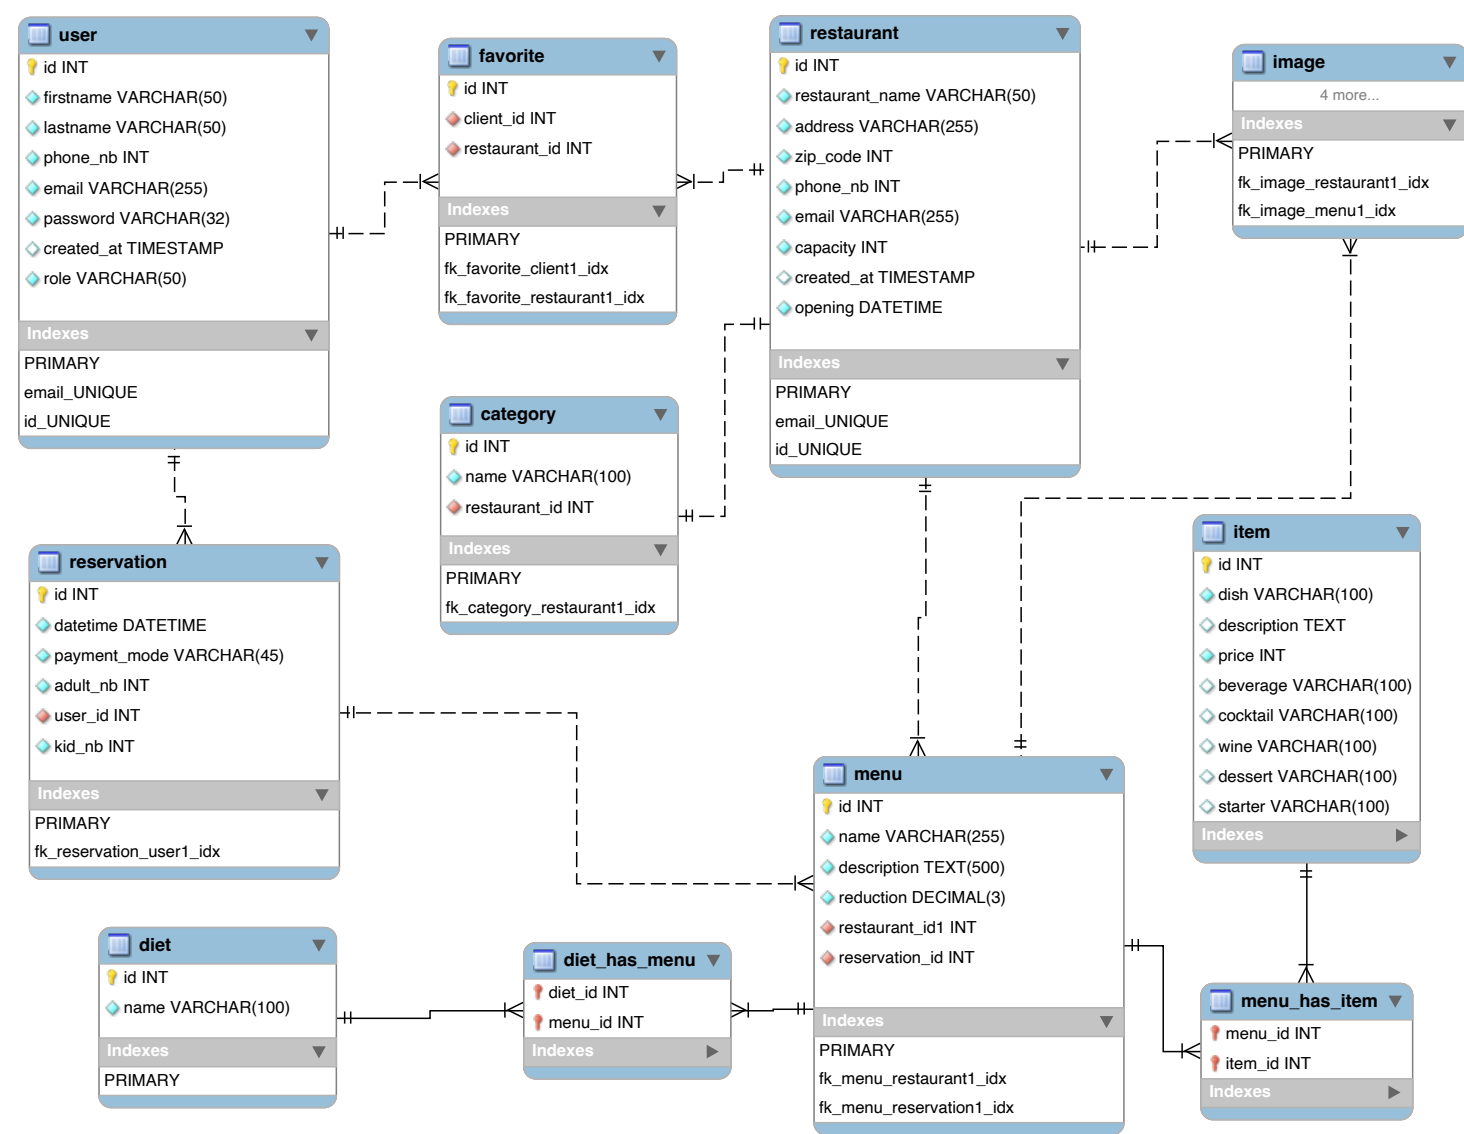 user
id INT
firstname VARCHAR(50)
lastname VARCHAR(50)
phone_nb INT
email VARCHAR(255)
password VARCHAR(32)
created_at TIMESTAMP
role VARCHAR(50)
Indexes
PRIMARY
email_UNIQUE
id_UNIQUE
favorite
id INT
client_id INT
restaurant_id INT
Indexes
PRIMARY
fk_favorite_client1_idx
fk_favorite_restaurant1_idx
restaurant
id INT
restaurant_name VARCHAR(50)
address VARCHAR(255)
zip_code INT
phone_nb INT
email VARCHAR(255)
capacity INT
created_at TIMESTAMP
opening DATETIME
Indexes
PRIMARY
email_UNIQUE
id_UNIQUE
image
4 more...
Indexes
PRIMARY
fk_image_restaurant1_idx
fk_image_menu1_idx
category
id INT
name VARCHAR(100)
restaurant_id INT
Indexes
PRIMARY
fk_category_restaurant1_idx
reservation
id INT
datetime DATETIME
payment_mode VARCHAR(45)
adult_nb INT
user_id INT
kid_nb INT
Indexes
PRIMARY
fk_reservation_user1_idx
item
id INT
dish VARCHAR(100)
description TEXT
price INT
beverage VARCHAR(100)
cocktail VARCHAR(100)
wine VARCHAR(100)
dessert VARCHAR(100)
starter VARCHAR(100)
Indexes
menu
id INT
name VARCHAR(255)
description TEXT(500)
reduction DECIMAL(3)
restaurant_id1 INT
reservation_id INT
Indexes
PRIMARY
fk_menu_restaurant1_idx
fk_menu_reservation1_idx
diet
id INT
name VARCHAR(100)
Indexes
PRIMARY
diet_has_menu
diet_id INT
menu_id INT
Indexes
menu_has_item
menu_id INT
item_id INT
Indexes